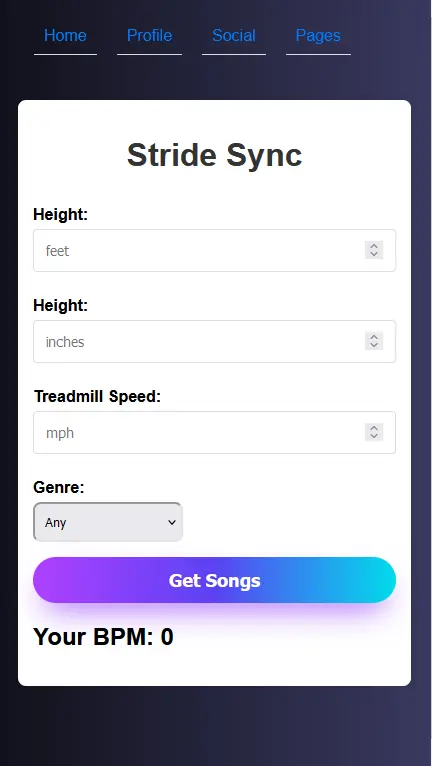 Home Profile Social Pages
Stride Sync
Height:
feet
Height:
inches
Treadmill Speed:
mph
Genre:
Any
Get Songs
Your BPM: 0